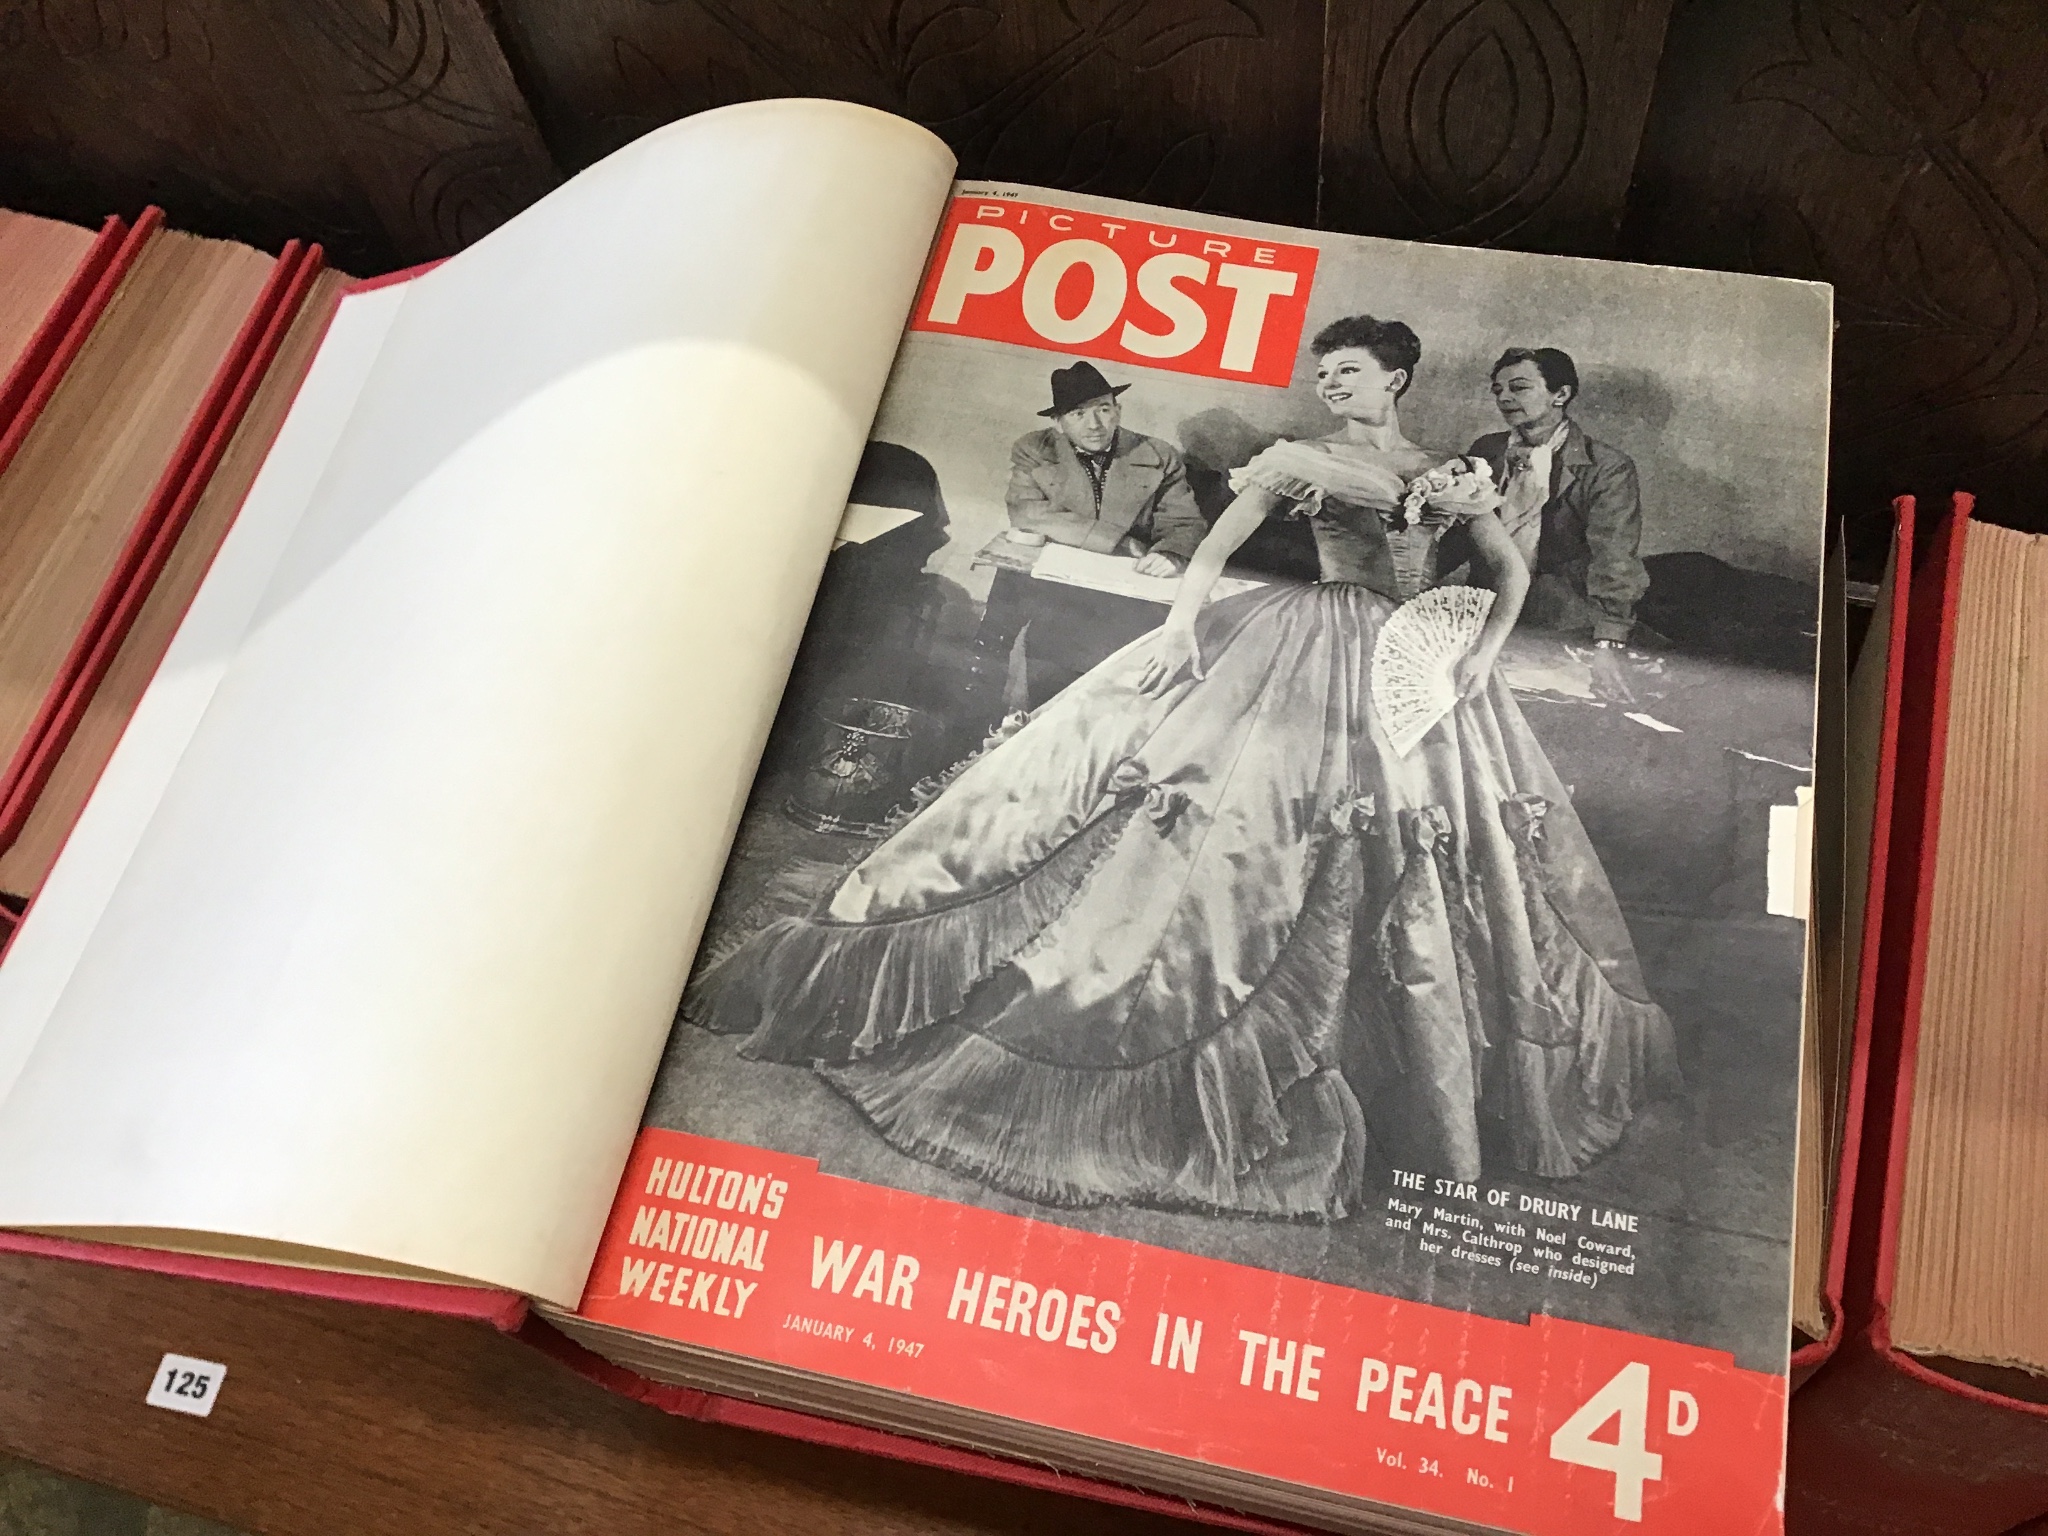 January 4, 1947
PICTURE
POST
THE STAR OF DRURY LANE
Mary Martin, with Noel Coward,
and Mrs. Calthrop who designed
her dresses (see inside)
HULTON'S
NATIONAL
WEEKLY
WAR HEROES IN THE PEACE
JANUARY 4, 1947
Vol. 34. No. 1
4D
125